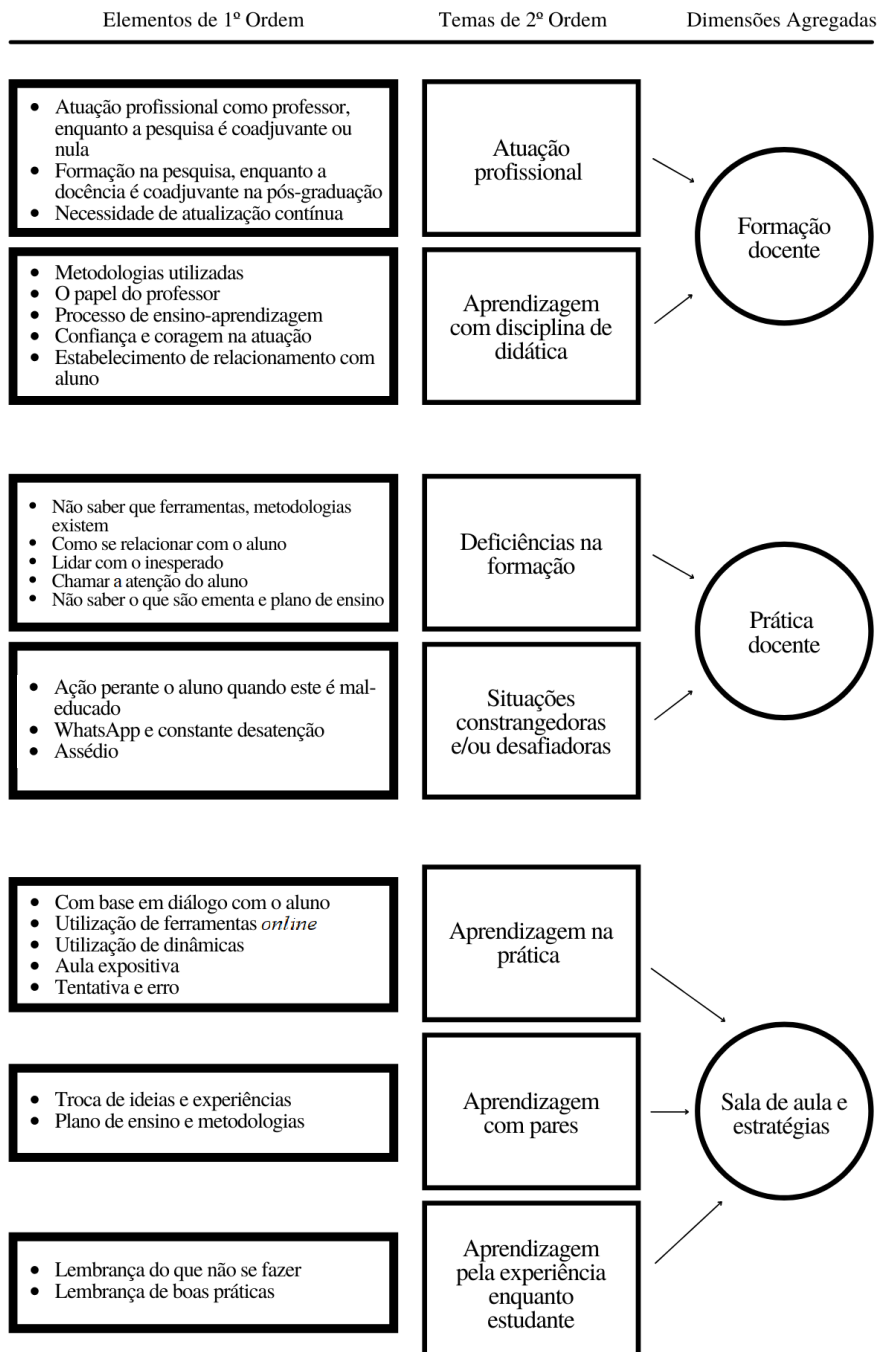 Elementos de 1º Ordem
Temas de 2º Ordem
Dimensões Agregadas
• Atuação profissional como professor,
enquanto a pesquisa é coadjuvante ou
nula
• Formação na pesquisa, enquanto a
docência é coadjuvante na pós-graduação
• Necessidade de atualização contínua
Atuação
profissional
• Metodologias utilizadas
• O papel do professor
• Processo de ensino-aprendizagem
• Confiança e coragem na atuação
• Estabelecimento de relacionamento com
aluno
Aprendizagem
com disciplina de
didática
Formação
docente
• Não saber que ferramentas, metodologias
existem
• Como se relacionar com o aluno
• Lidar com o inesperado
• Chamar a atenção do aluno
• Não saber o que são ementa e plano de ensino
Deficiências na
formação
• Ação perante o aluno quando este é mal-
educado
• WhatsApp e constante desatenção
• Assédio
Situações
constrangedoras
e/ou desafiadoras
Prática
docente
• Com base em diálogo com o aluno
• Utilização de ferramentas online
• Utilização de dinâmicas
• Aula expositiva
• Tentativa e erro
Aprendizagem na
prática
• Troca de ideias e experiências
• Plano de ensino e metodologias
Aprendizagem
com pares
• Lembrança do que não se fazer
• Lembrança de boas práticas
Aprendizagem
pela experiência
enquanto
estudante
Sala de aula e
estratégias